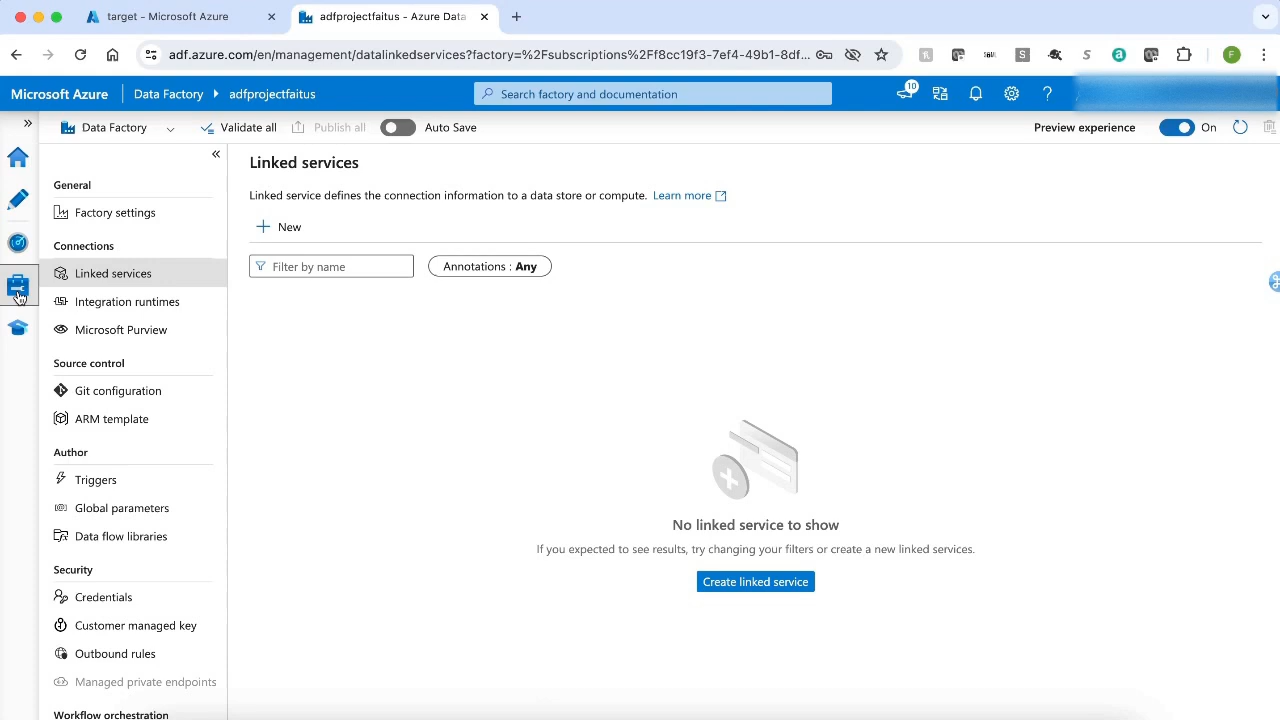 target - Microsoft Azure
adfprojectfaitus - Azure Data
adf.azure.com/en/management/datalinkedservices?factory=%2Fsubscriptions%2Ff8cc19f3-7ef4-49b1-8df...
F
Microsoft Azure
Data Factory
adfprojectfaitus
Search factory and documentation
10
Data Factory
Validate all
Publish all
Auto Save
Preview experience
On
General
Factory settings
Connections
Linked services
Integration runtimes
Microsoft Purview
Source control
Git configuration
ARM template
Author
Triggers
Global parameters
Data flow libraries
Security
Credentials
Customer managed key
Outbound rules
Managed private endpoints
Workflow orchestration
Linked services
Linked service defines the connection information to a data store or compute. Learn more
New
Filter by name
Annotations : Any
No linked service to show
If you expected to see results, try changing your filters or create a new linked services.
Create linked service